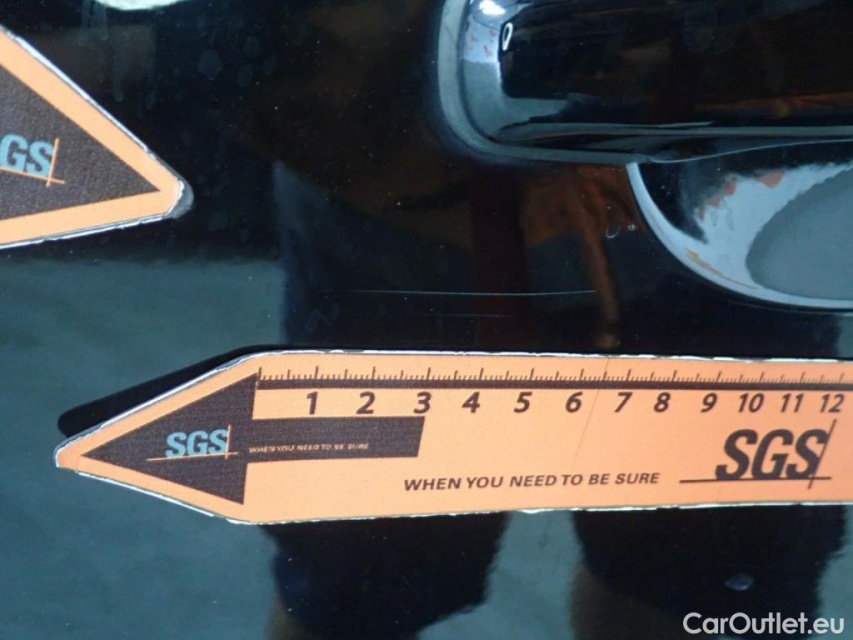 GS
1 2 3 4 5 6 7 8 9 10 11 12
SGS WHEN YOU NEED TO BE SURE
WHEN YOU NEED TO BE SURE SGS
CarOutlet.eu